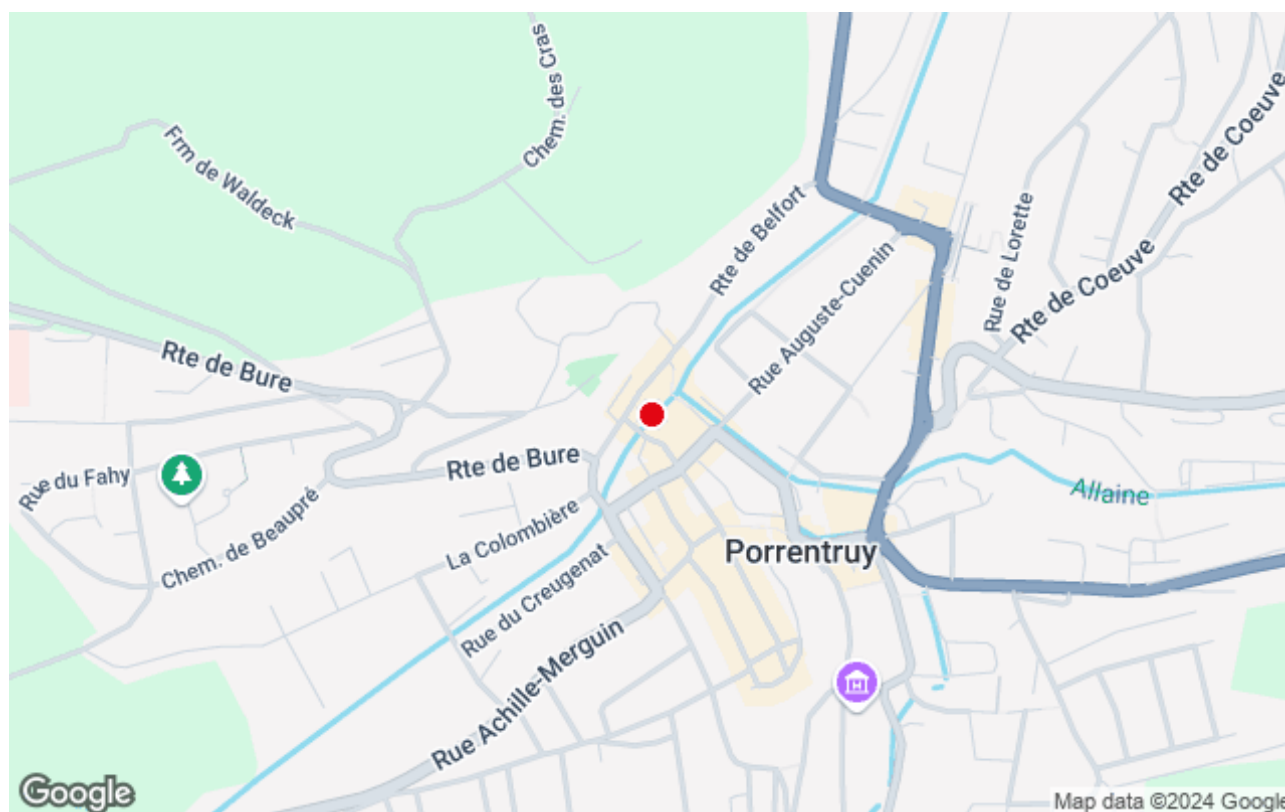 Chem. des Cras
Frm de Waldeck
Rte de Coeuve
Rte de Belfort
Rue de Lorette
Rte de Coeuve
Rue Auguste-Cuenin
Rte de Bure
Rte de Bure
Rue du Fahy
Allaine
Chem. de Beaupré
La Colombière
Porrentruy
Rue du Creugenat
Rue Achille-Merguin
Google
Map data ©2024 Google